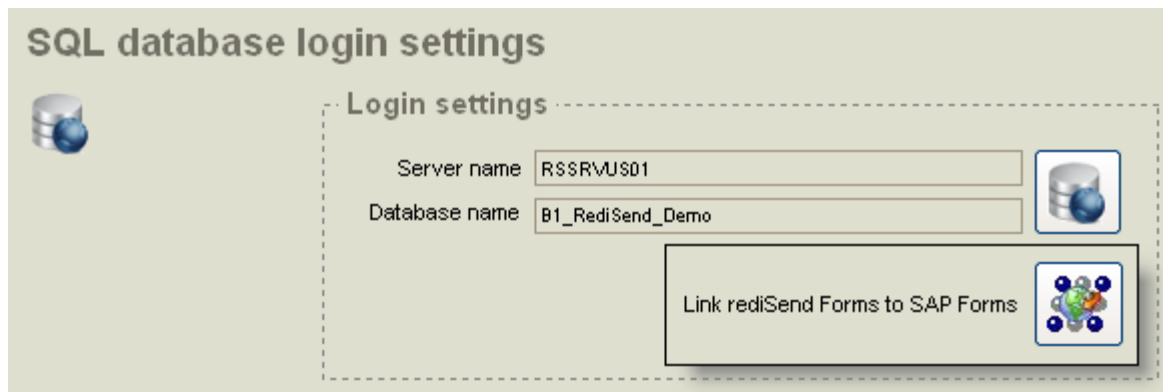 SQL database login settings
Login settings
Server name RSSRVUS01
Database name B1_RediSend_Demo
Link rediSend Forms to SAP Forms